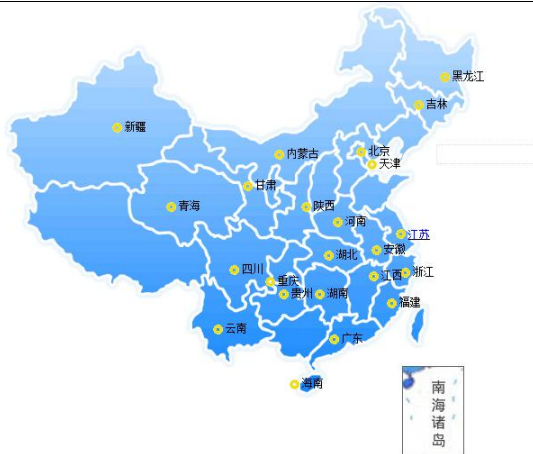 黑龙江
吉林
新疆
北京
内蒙古
天津
甘肃
青海
陕西
河南
江苏
安徽
湖北
四川
浙江
江西
重庆
贵州
湖南
福建
云南
广东
海南
南
海
诸
岛